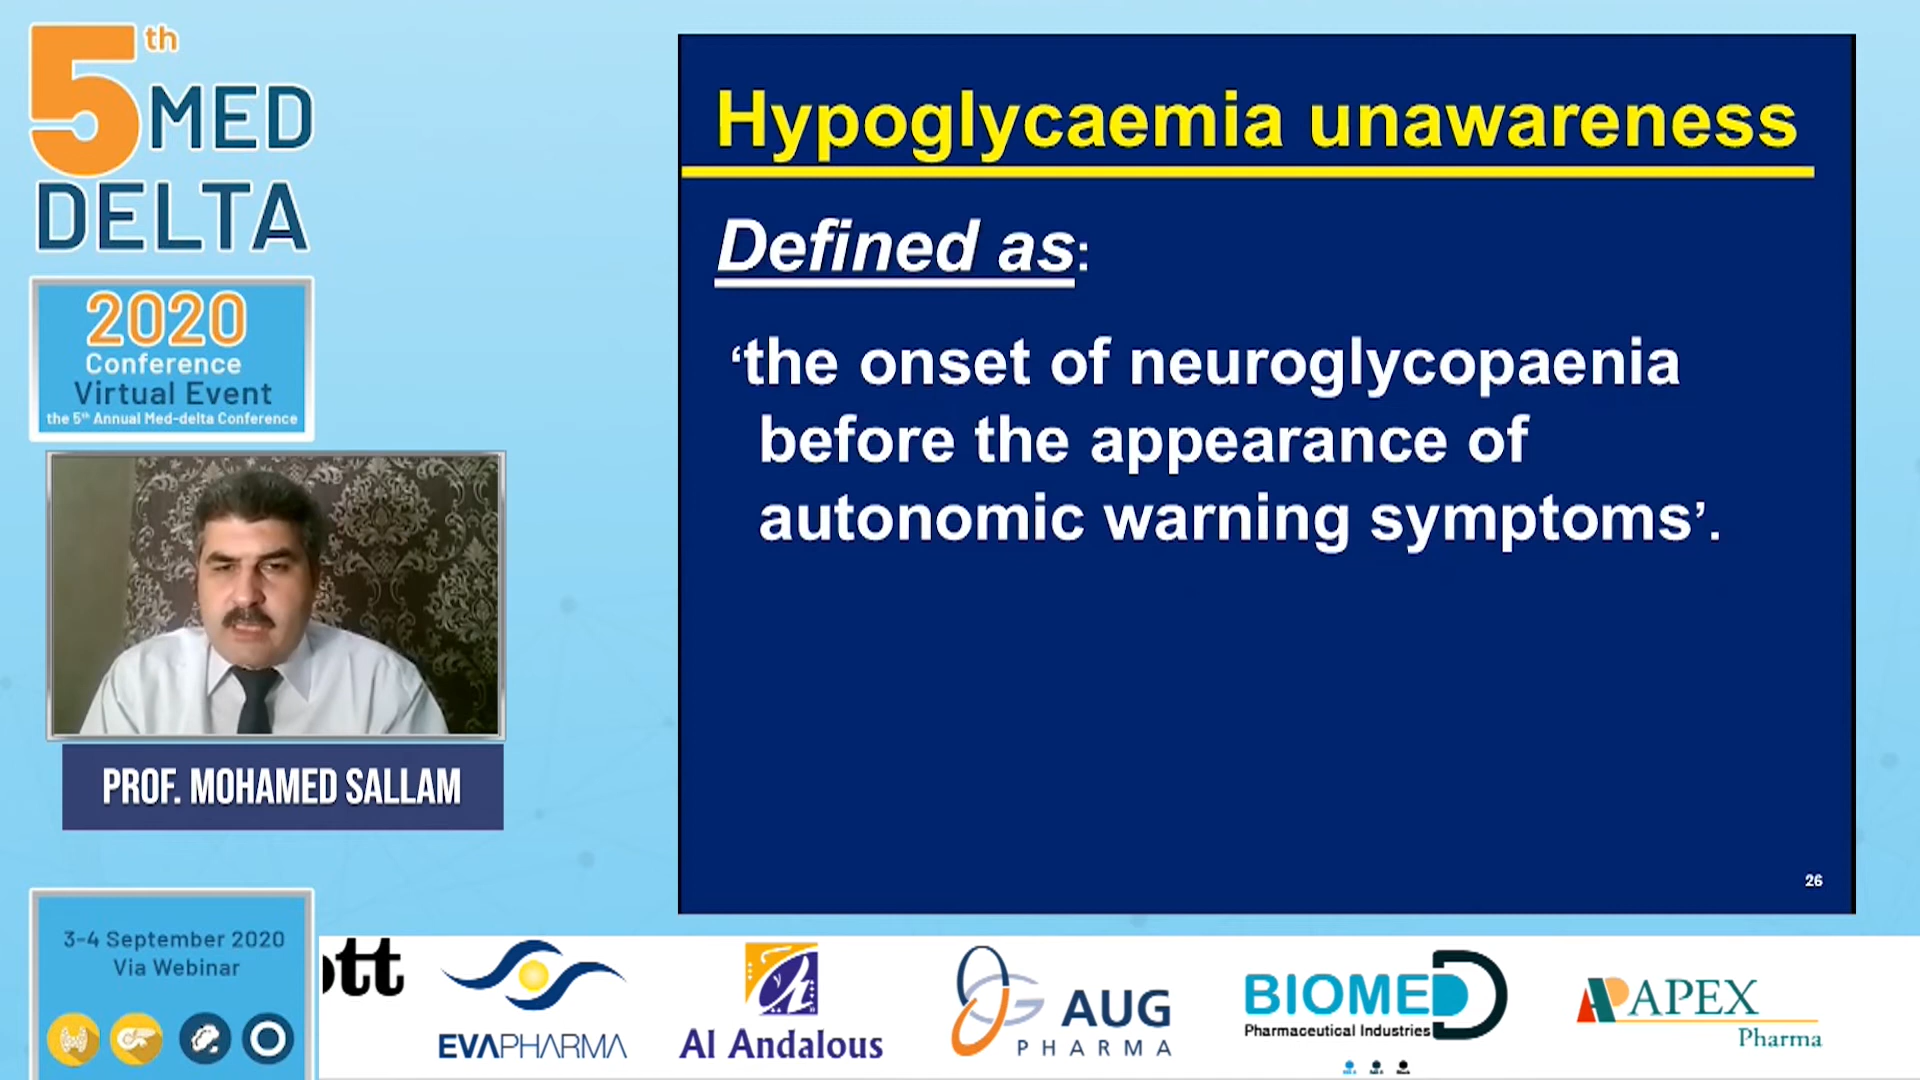 5th MED
DELTA
2020
Conference
Virtual Event
the 5th Annual Med-delta Conference
PROF. MOHAMED SALLAM
3-4 September 2020
Via Webinar
Hypoglycaemia unawareness
Defined as:
‘the onset of neuroglycopaenia
before the appearance of
autonomic warning symptoms’.
26
ott
EVAPHARMA
Al Andalous
AUG
PHARMA
BIOMED
Pharmaceutical Industries
APEX
Pharma